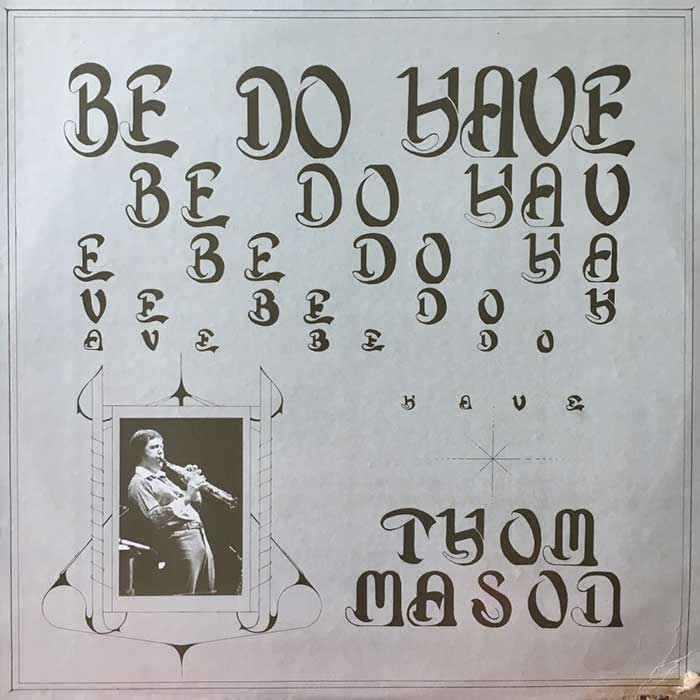 BE DO HAVE
BE DO HAV
E BE DO HA
VE BE DO H
AVE BE DO
HAVE
THOM
MASON